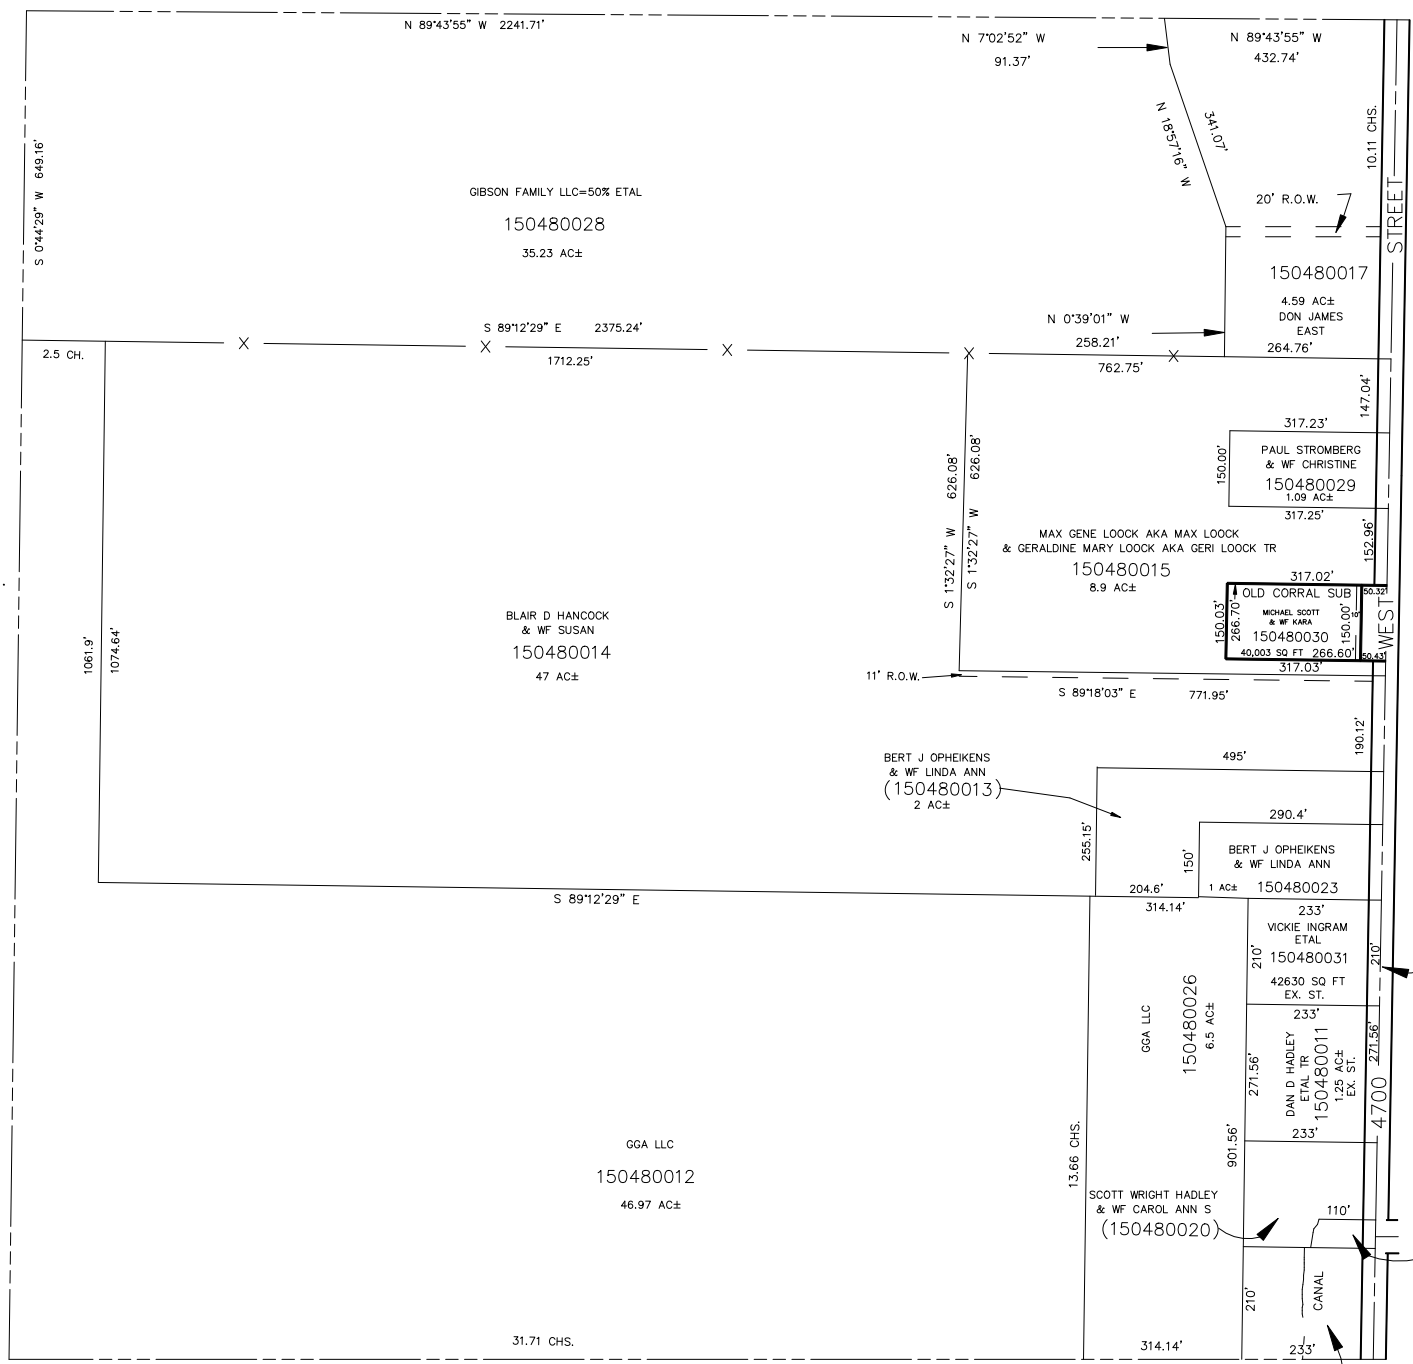 N 89°43'55" W 2241.71'
N 7°02'52" W
91.37'
N 89°43'55" W
432.74'
S 0°44'29" W 649.16'
N 18°57'16" W
341.07'
10.11 CHS.
STREET
GIBSON FAMILY LLC=50% ETAL
150480028
35.23 AC±
20' R.O.W.
150480017
4.59 AC±
DON JAMES
EAST
264.76'
N 0°39'01" W
258.21'
S 89°12'29" E 2375.24'
2.5 CH.
X X X X X
1712.25'
762.75'
147.04'
317.23'
PAUL STROMBERG
& WF CHRISTINE
150480029
1.09 AC±
150.00'
317.25'
152.96'
S 1°32'27" W 626.08'
S 1°32'27" W 626.08'
MAX GENE LOOCK AKA MAX LOOCK
& GERALDINE MARY LOOCK AKA GERI LOOCK TR
150480015
8.9 AC±
317.02'
OLD CORRAL SUB
50.32'
MICHAEL SCOTT
& WF KARA
150480030
40,003 SQ FT 266.60'
150.03'
266.70'
150.00'
10'
50.43'
317.03'
WEST
BLAIR D HANCOCK
& WF SUSAN
150480014
47 AC±
1061.9'
1074.64'
11' R.O.W.
S 89°18'03" E 771.95'
190.12'
495'
BERT J OPHEIKENS
& WF LINDA ANN
(150480013)
2 AC±
255.15'
290.4'
150'
BERT J OPHEIKENS
& WF LINDA ANN
1 AC± 150480023
204.6'
S 89°12'29" E
314.14'
233'
VICKIE INGRAM
ETAL
150480031
42630 SQ FT
EX. ST.
210'
210'
233'
GGA LLC
150480026
6.5 AC±
DAN D HADLEY
ETAL TR
150480011
1.25 AC±
EX. ST.
271.56'
271.56'
4700
233'
GGA LLC
150480012
46.97 AC±
13.66 CHS.
901.56'
SCOTT WRIGHT HADLEY
& WF CAROL ANN S
(150480020)
110'
210'
CANAL
31.71 CHS.
314.14'
233'